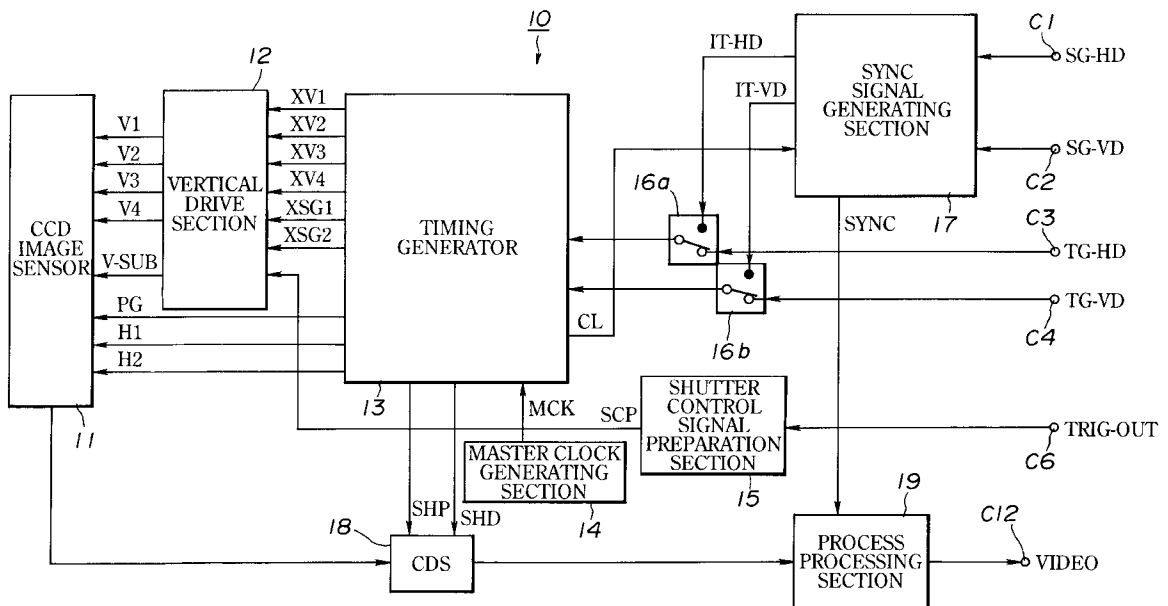 10
C1
SG-HD
IT-HD
SYNC
SIGNAL
GENERATING
SECTION
IT-VD
12
XV1
V1
XV2
V2
XV3
V3
XV4
V4
XSG1
XSG2
V-SUB
PG
H1
H2
CCD
IMAGE
SENSOR
11
VERTICAL
DRIVE
SECTION
TIMING
GENERATOR
13
CL
16a
16b
SG-VD
C2
17
SYNC
C3
TG-HD
TG-VD
C4
MCK
SCP
SHUTTER
CONTROL
SIGNAL
PREPARATION
SECTION
15
TRIG-OUT
C6
MASTER CLOCK
GENERATING
SECTION
14
SHP
SHD
18
CDS
19
PROCESS
PROCESSING
SECTION
C12
VIDEO